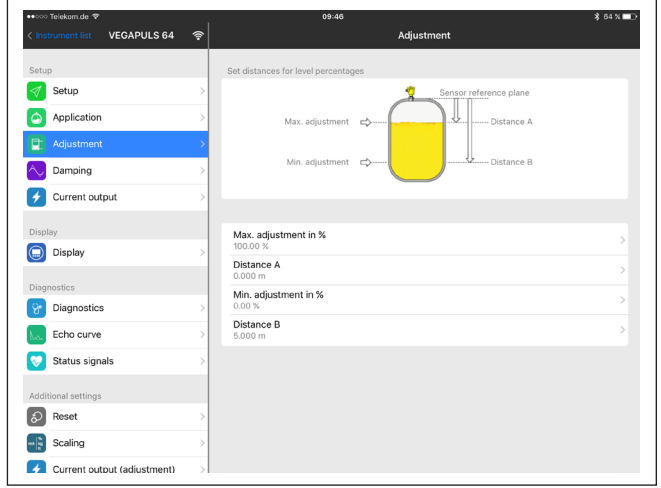 Telekom.de 09:46 84 %
Instrument list VEGAPULS 64 Adjustment
Setup
Setup
Application
Adjustment
Damping
Current output
Display
Display
Diagnostics
Diagnostics
Echo curve
Status signals
Additional settings
Reset
Scaling
Current output (adjustment)
Set distances for level percentages
Sensor reference plane
Max. adjustment
Distance A
Min. adjustment
Distance B
Max. adjustment in %
100.00 %
Distance A
0.000 m
Min. adjustment in %
0.00 %
Distance B
5.000 m